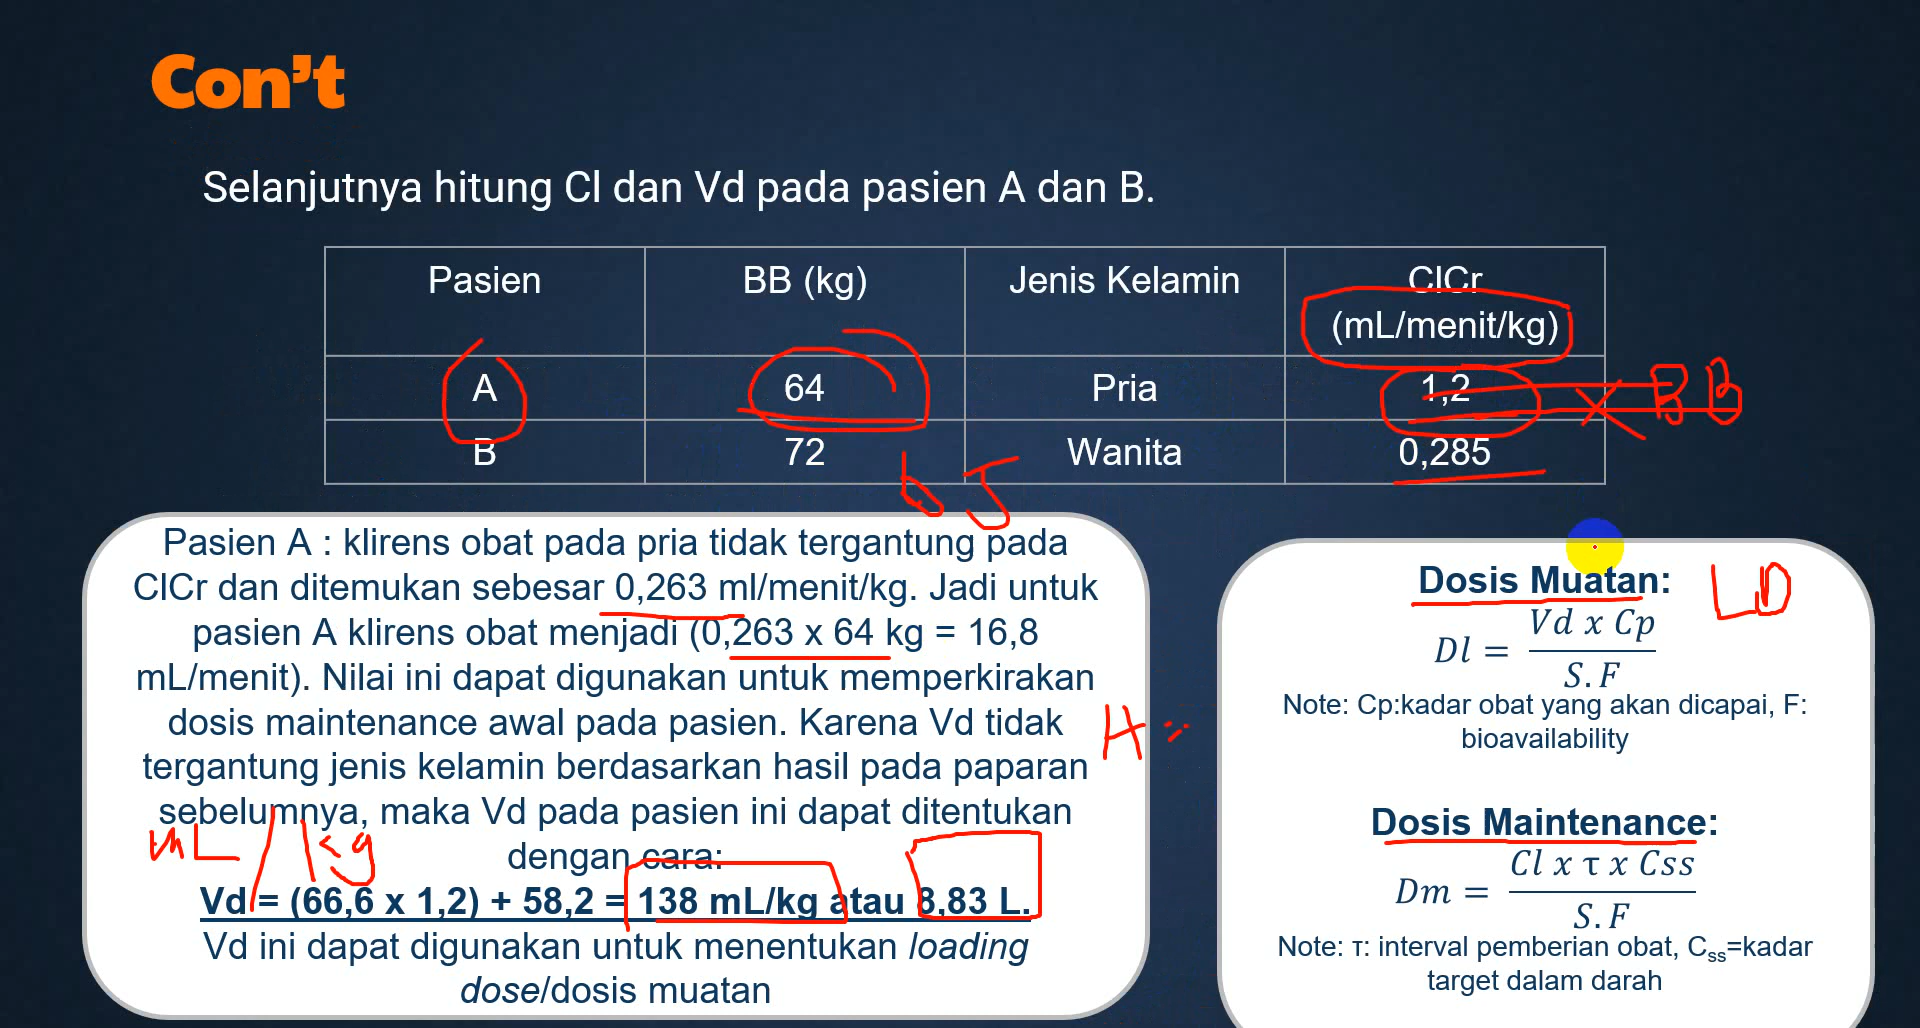 Con't
Selanjutnya hitung Cl dan Vd pada pasien A dan B.
Pasien BB (kg) Jenis Kelamin ClCr
(mL/menit/kg)
A 64 Pria 1,2 X BB
B 72 Wanita 0,285
Pasien A : klirens obat pada pria tidak tergantung pada
ClCr dan ditemukan sebesar 0,263 ml/menit/kg. Jadi untuk
pasien A klirens obat menjadi (0,263 x 64 kg = 16,8
mL/menit). Nilai ini dapat digunakan untuk memperkirakan
dosis maintenance awal pada pasien. Karena Vd tidak
tergantung jenis kelamin berdasarkan hasil pada paparan
sebelumnya, maka Vd pada pasien ini dapat ditentukan
dengan cara:
mL/kg
Vd = (66,6 x 1,2) + 58,2 = 138 mL/kg atau 8,83 L.
Vd ini dapat digunakan untuk menentukan loading
dose/dosis muatan
Dosis Muatan: LD
Dl = Vd x Cp
S.F
Note: Cp:kadar obat yang akan dicapai, F:
bioavailability
Dosis Maintenance:
Dm = Cl x τ x Css
S.F
Note: τ: interval pemberian obat, Css=kadar
target dalam darah